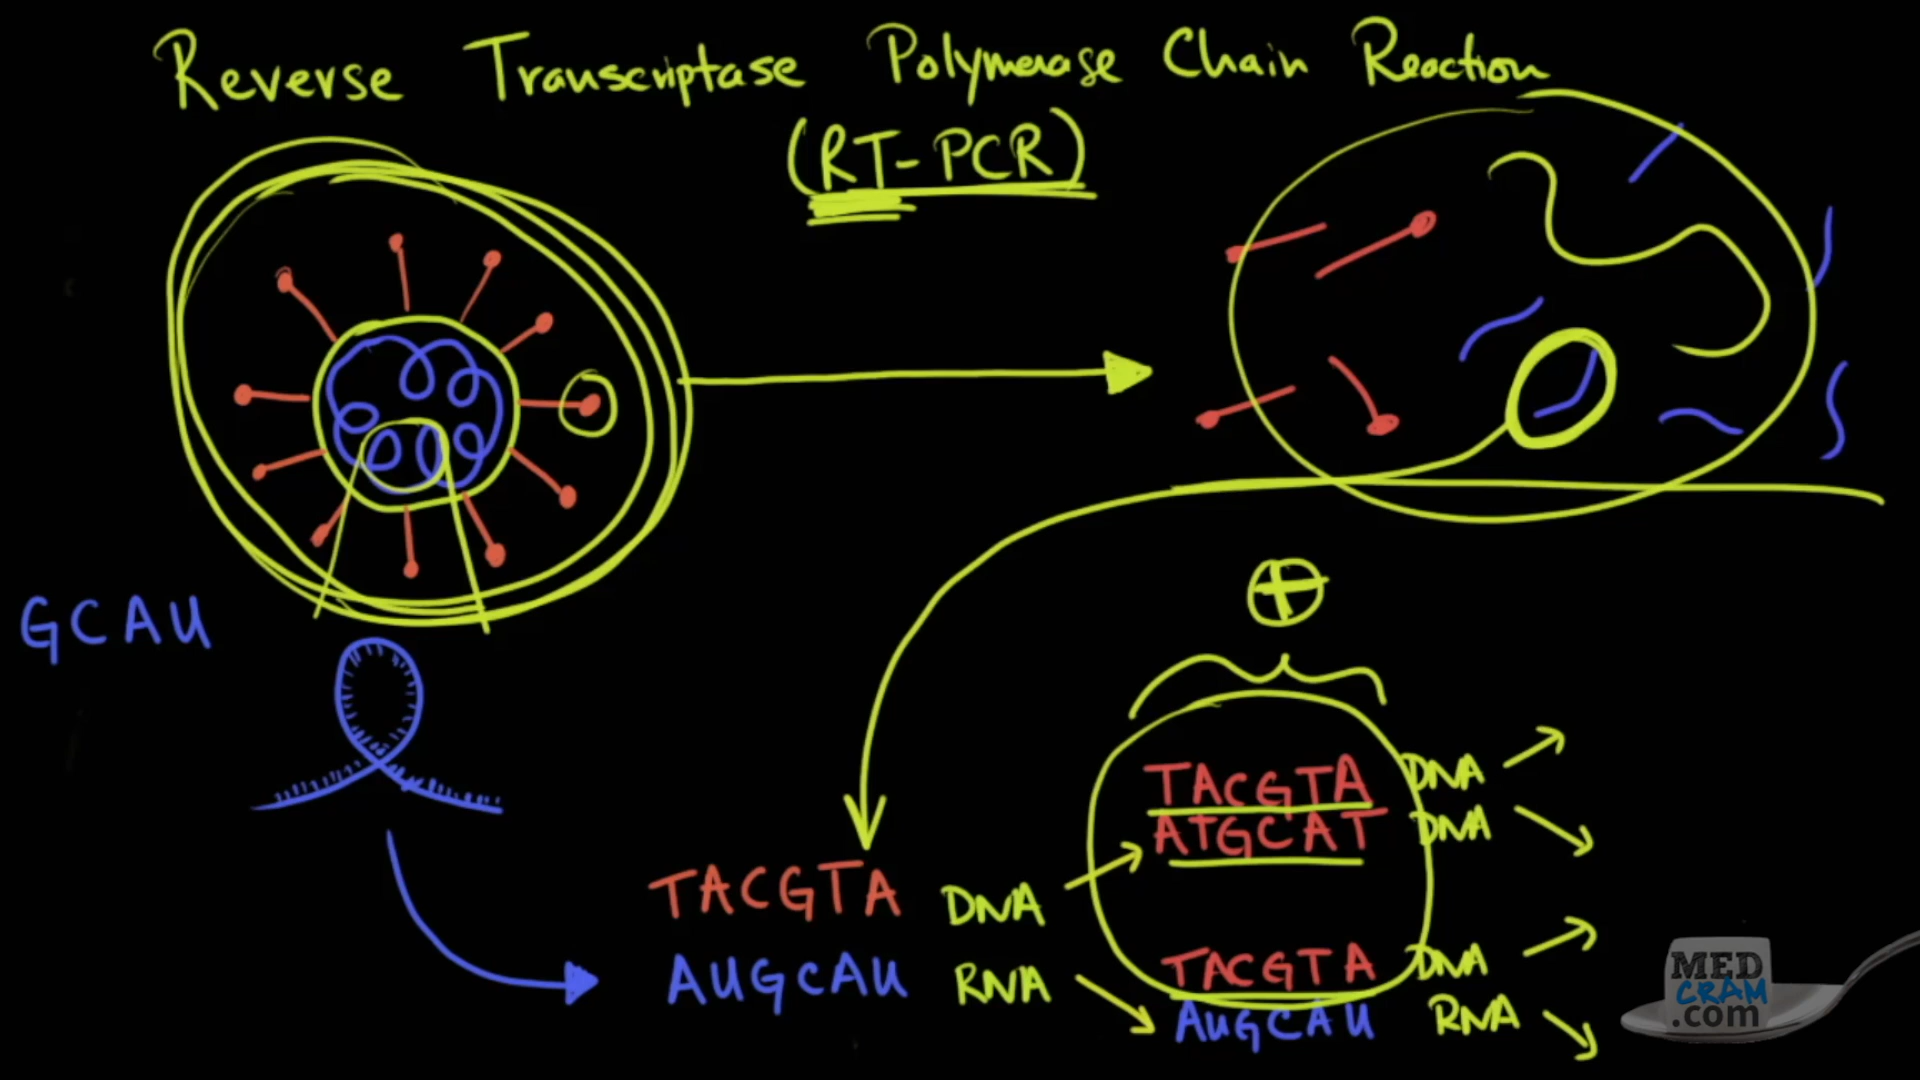 Reverse Transcriptase Polymerase Chain Reaction
(RT-PCR)
GCAU
TACGTA DNA
AUGCAU RNA
TACGTA DNA
ATGCAT DNA
TACGTA DNA
AUGCAU RNA
MED
CRAM
.com